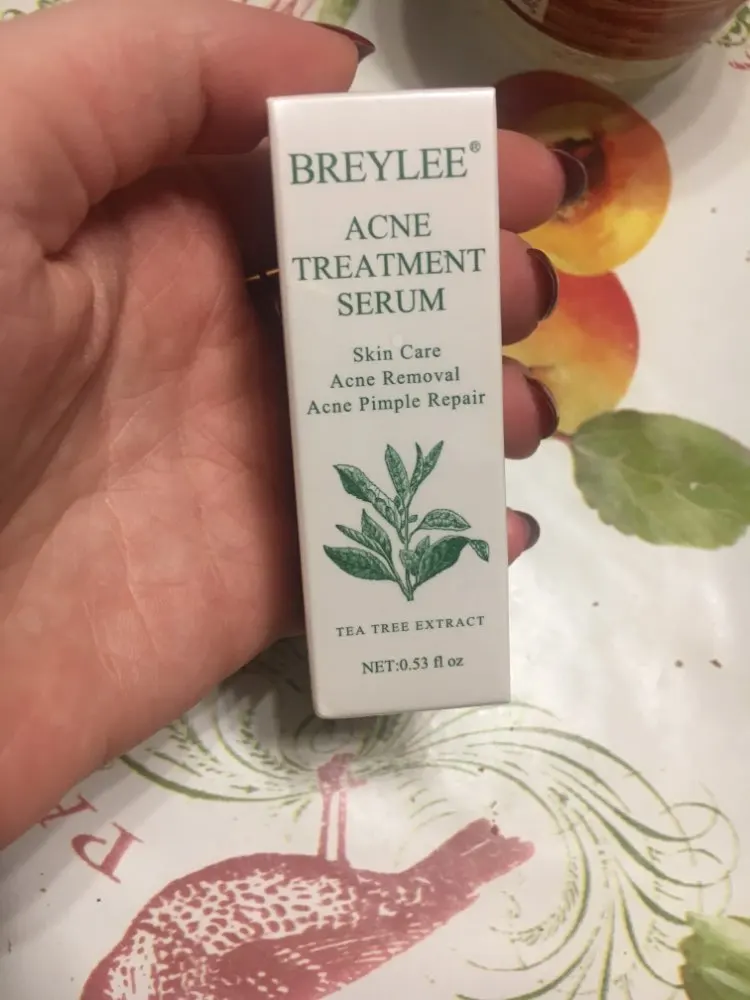 BREYLEE®
ACNE
TREATMENT
SERUM
Skin Care
Acne Removal
Acne Pimple Repair
TEA TREE EXTRACT
NET:0.53 fl oz
PA